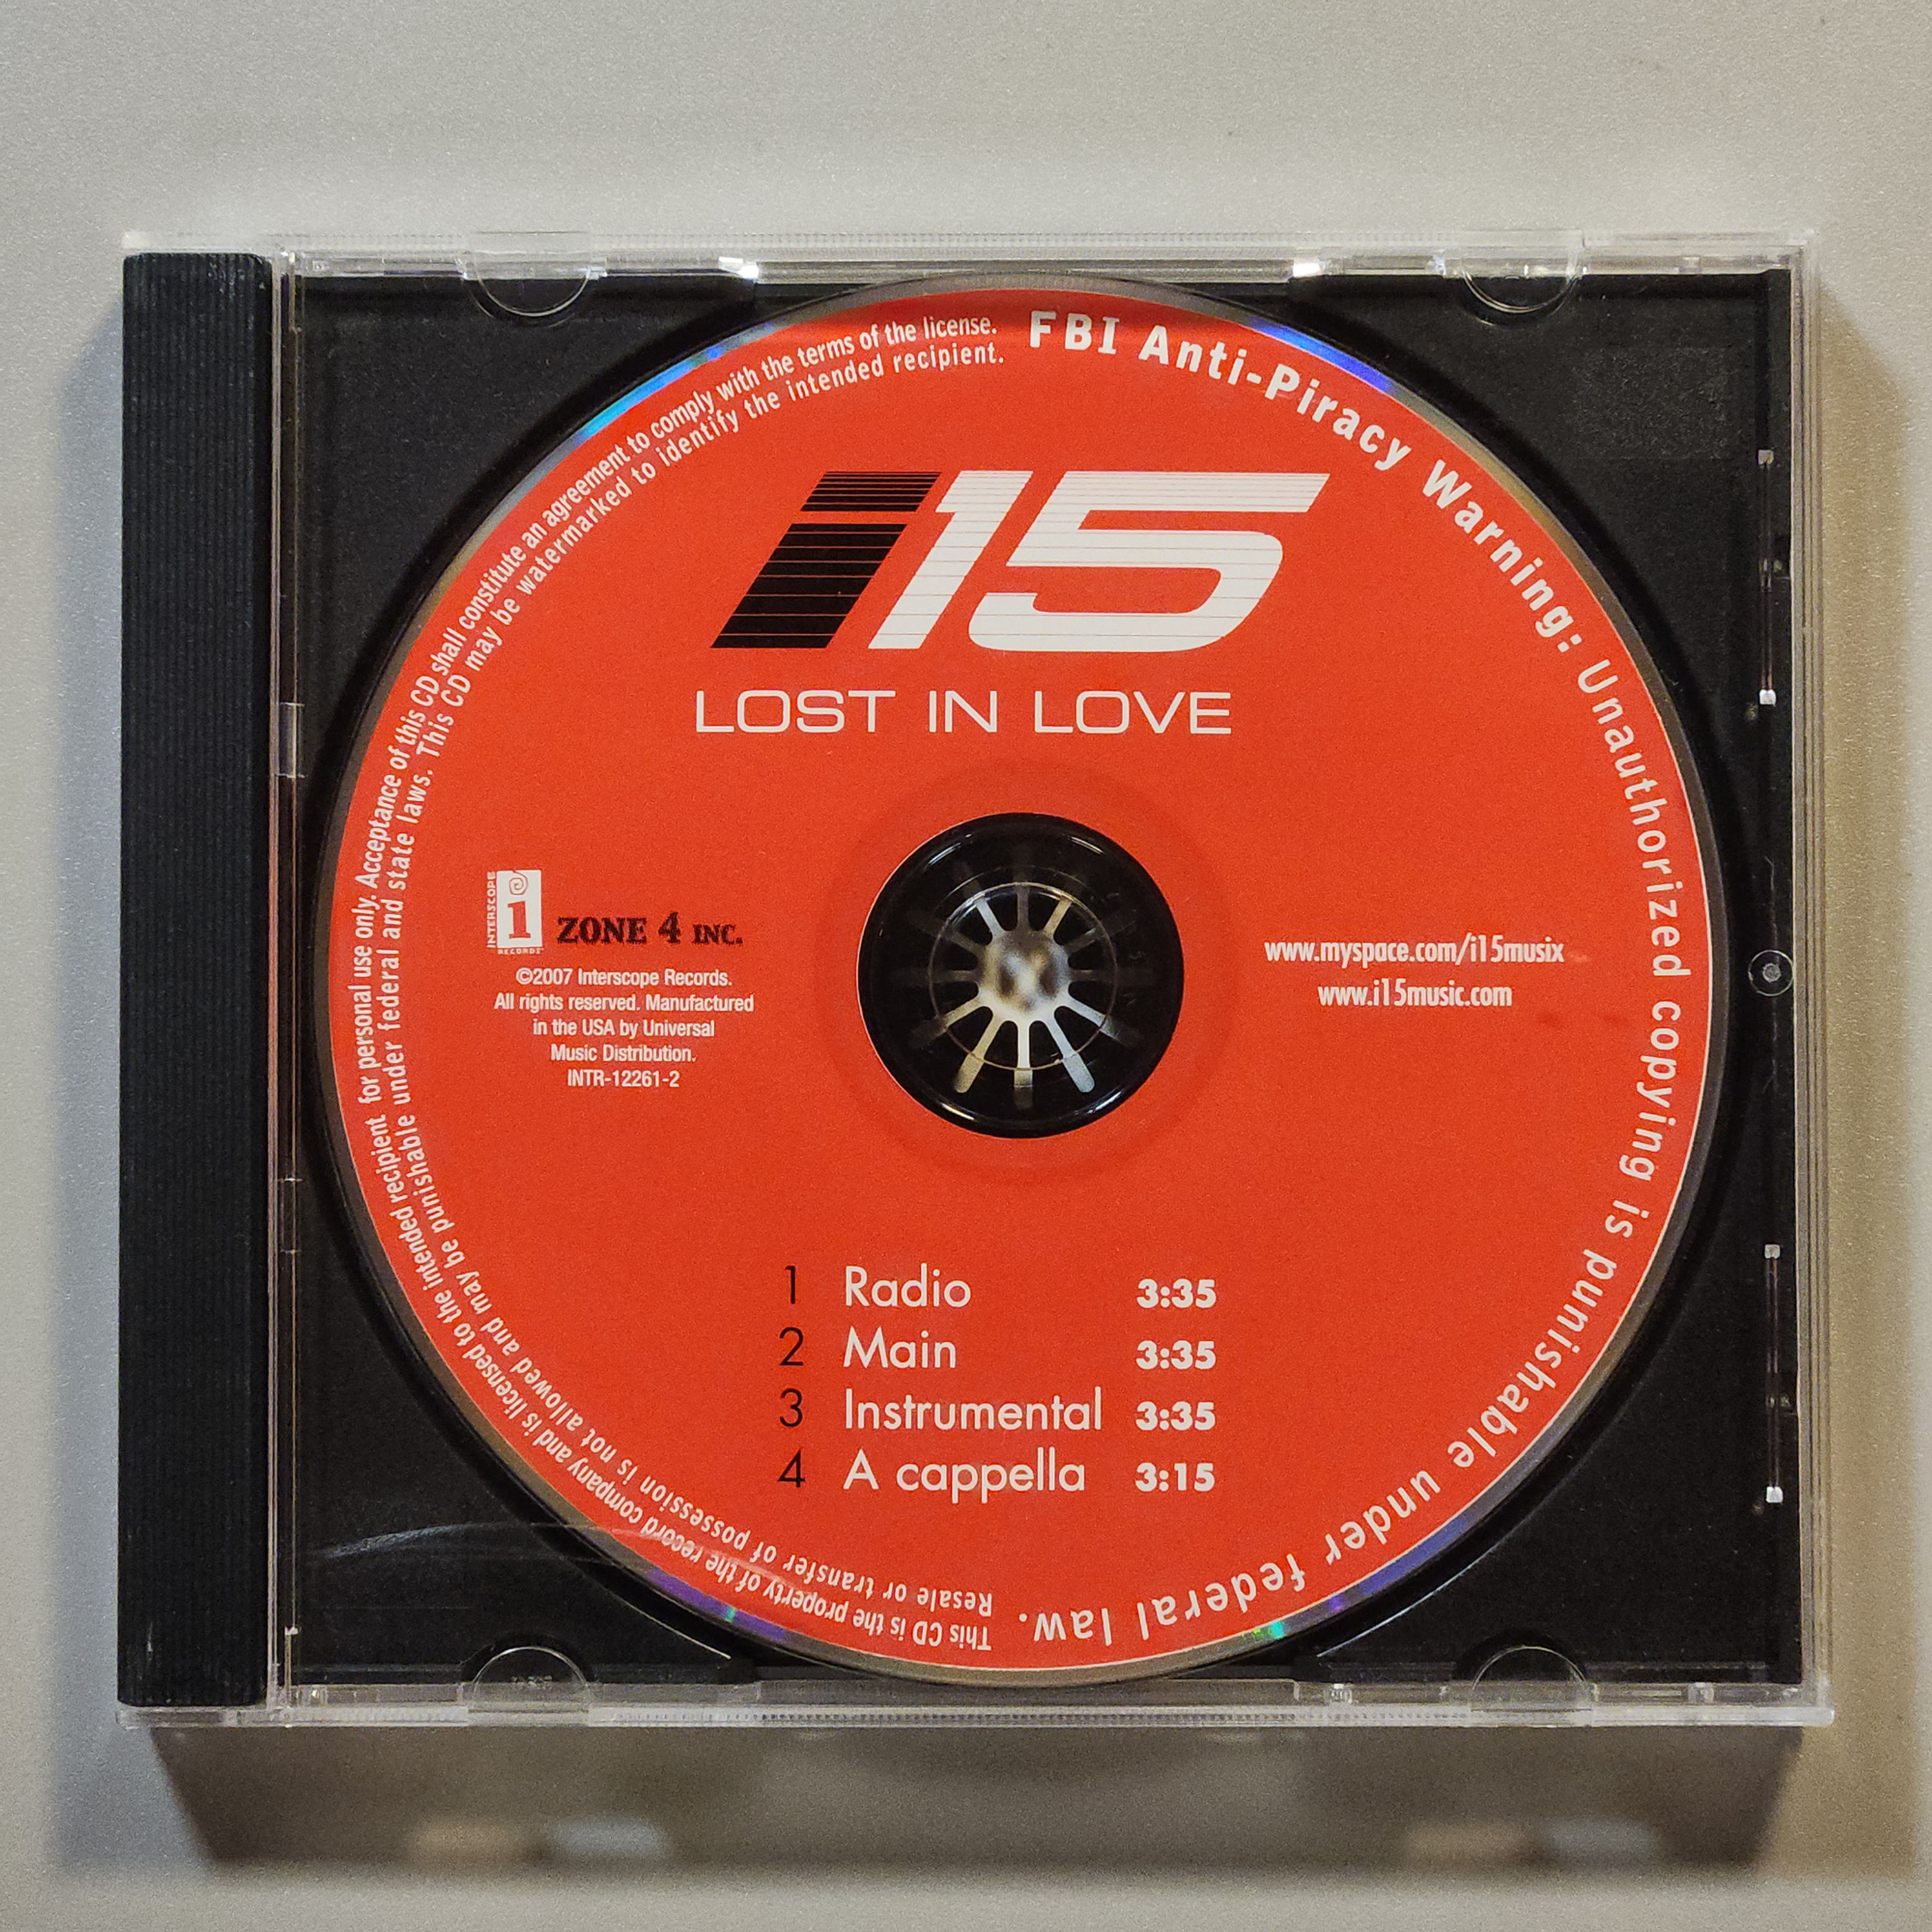 FBI Anti-Piracy Warning: Unauthorized copying is punishable under federal law.
This CD is the property of the record company and is licensed to the intended recipient for personal use only. Acceptance of this CD shall constitute an agreement to comply with the terms of the license.
Resale or transfer of possession is not allowed and may be punishable under federal and state laws. This CD may be watermarked to identify the intended recipient.
i15
LOST IN LOVE
INTERSCOPE
i
RECORDS
ZONE 4 INC.
©2007 Interscope Records.
All rights reserved. Manufactured
in the USA by Universal
Music Distribution.
INTR-12261-2
www.myspace.com/i15musix
www.i15music.com
1 Radio 3:35
2 Main 3:35
3 Instrumental 3:35
4 A cappella 3:15